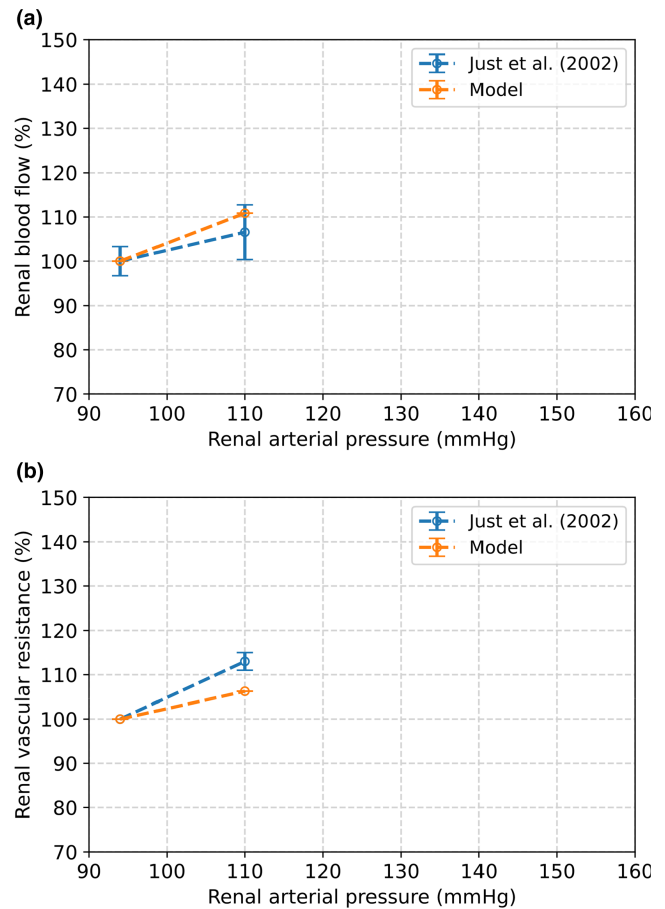 (a)
150
140
130
120
110
100
90
80
70
Renal blood flow (%)
Just et al. (2002)
Model
90 100 110 120 130 140 150 160
Renal arterial pressure (mmHg)
(b)
150
140
130
120
110
100
90
80
70
Renal vascular resistance (%)
Just et al. (2002)
Model
90 100 110 120 130 140 150 160
Renal arterial pressure (mmHg)